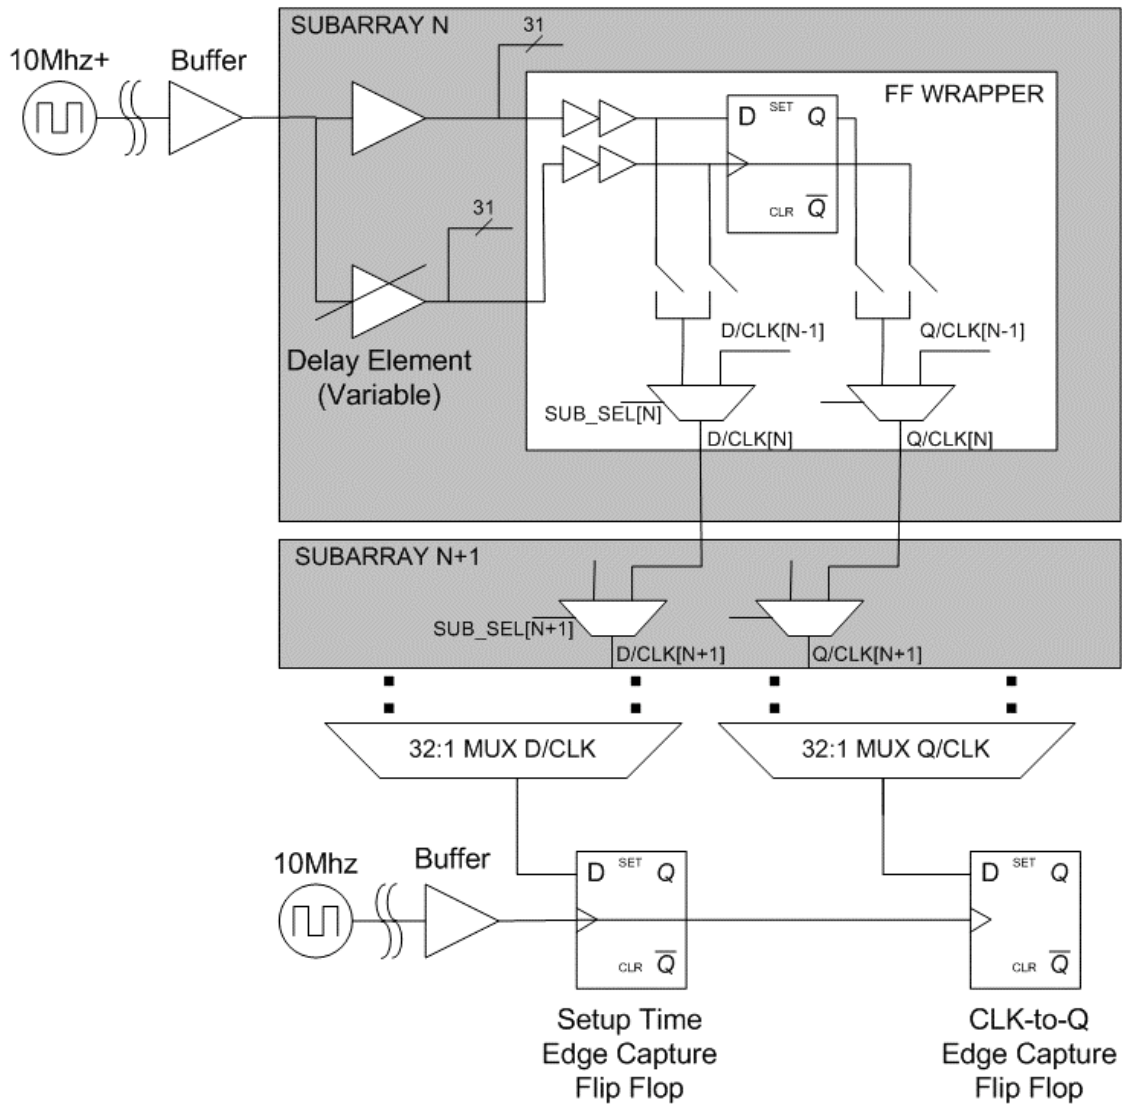 SUBARRAY N
31
10Mhz+
Buffer
FF WRAPPER
D
SET
Q
CLR
Q
31
Delay Element
(Variable)
D/CLK[N-1]
Q/CLK[N-1]
SUB_SEL[N]
D/CLK[N]
Q/CLK[N]
SUBARRAY N+1
SUB_SEL[N+1]
D/CLK[N+1]
Q/CLK[N+1]
32:1 MUX D/CLK
32:1 MUX Q/CLK
10Mhz
Buffer
D
SET
Q
CLR
Q
D
SET
Q
CLR
Q
Setup Time
Edge Capture
Flip Flop
CLK-to-Q
Edge Capture
Flip Flop